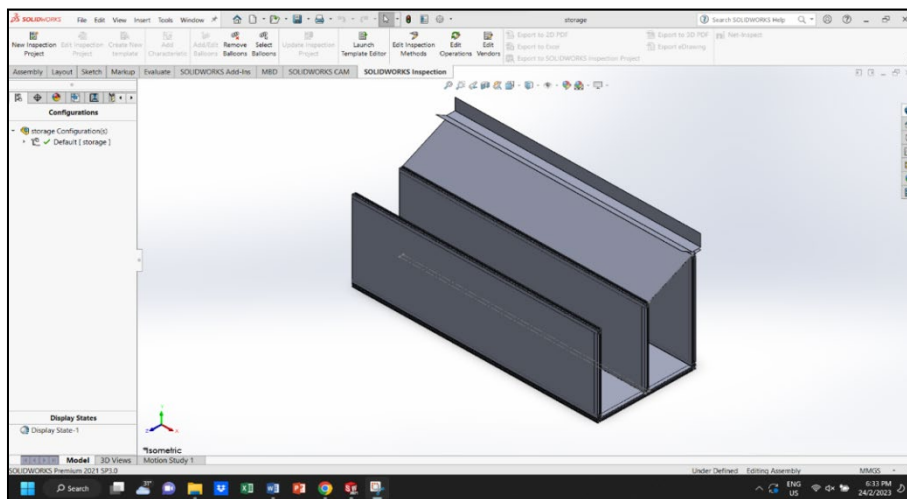 SOLIDWORKS File Edit View Insert Tools Window storage Search SOLIDWORKS Help
New Inspection Project
Edit Inspection Project
Create New template
Add Characteristic
Add/Edit Balloons
Remove Balloons
Select Balloons
Update Inspection Project
Launch Template Editor
Edit Inspection Methods
Edit Operations
Edit Vendors
Export to 2D PDF
Export to Excel
Export to SOLIDWORKS Inspection Project
Export to 3D PDF
Export eDrawing
Net-Inspect
Assembly Layout Sketch Markup Evaluate SOLIDWORKS Add-Ins MBD SOLIDWORKS CAM SOLIDWORKS Inspection
Configurations
storage Configuration(s)
Default [ storage ]
Display States
Display State-1
*Isometric
Model 3D Views Motion Study 1
SOLIDWORKS Premium 2021 SP3.0 Under Defined Editing Assembly MMGS
Search
ENG
US
6:33 PM
24/2/2023